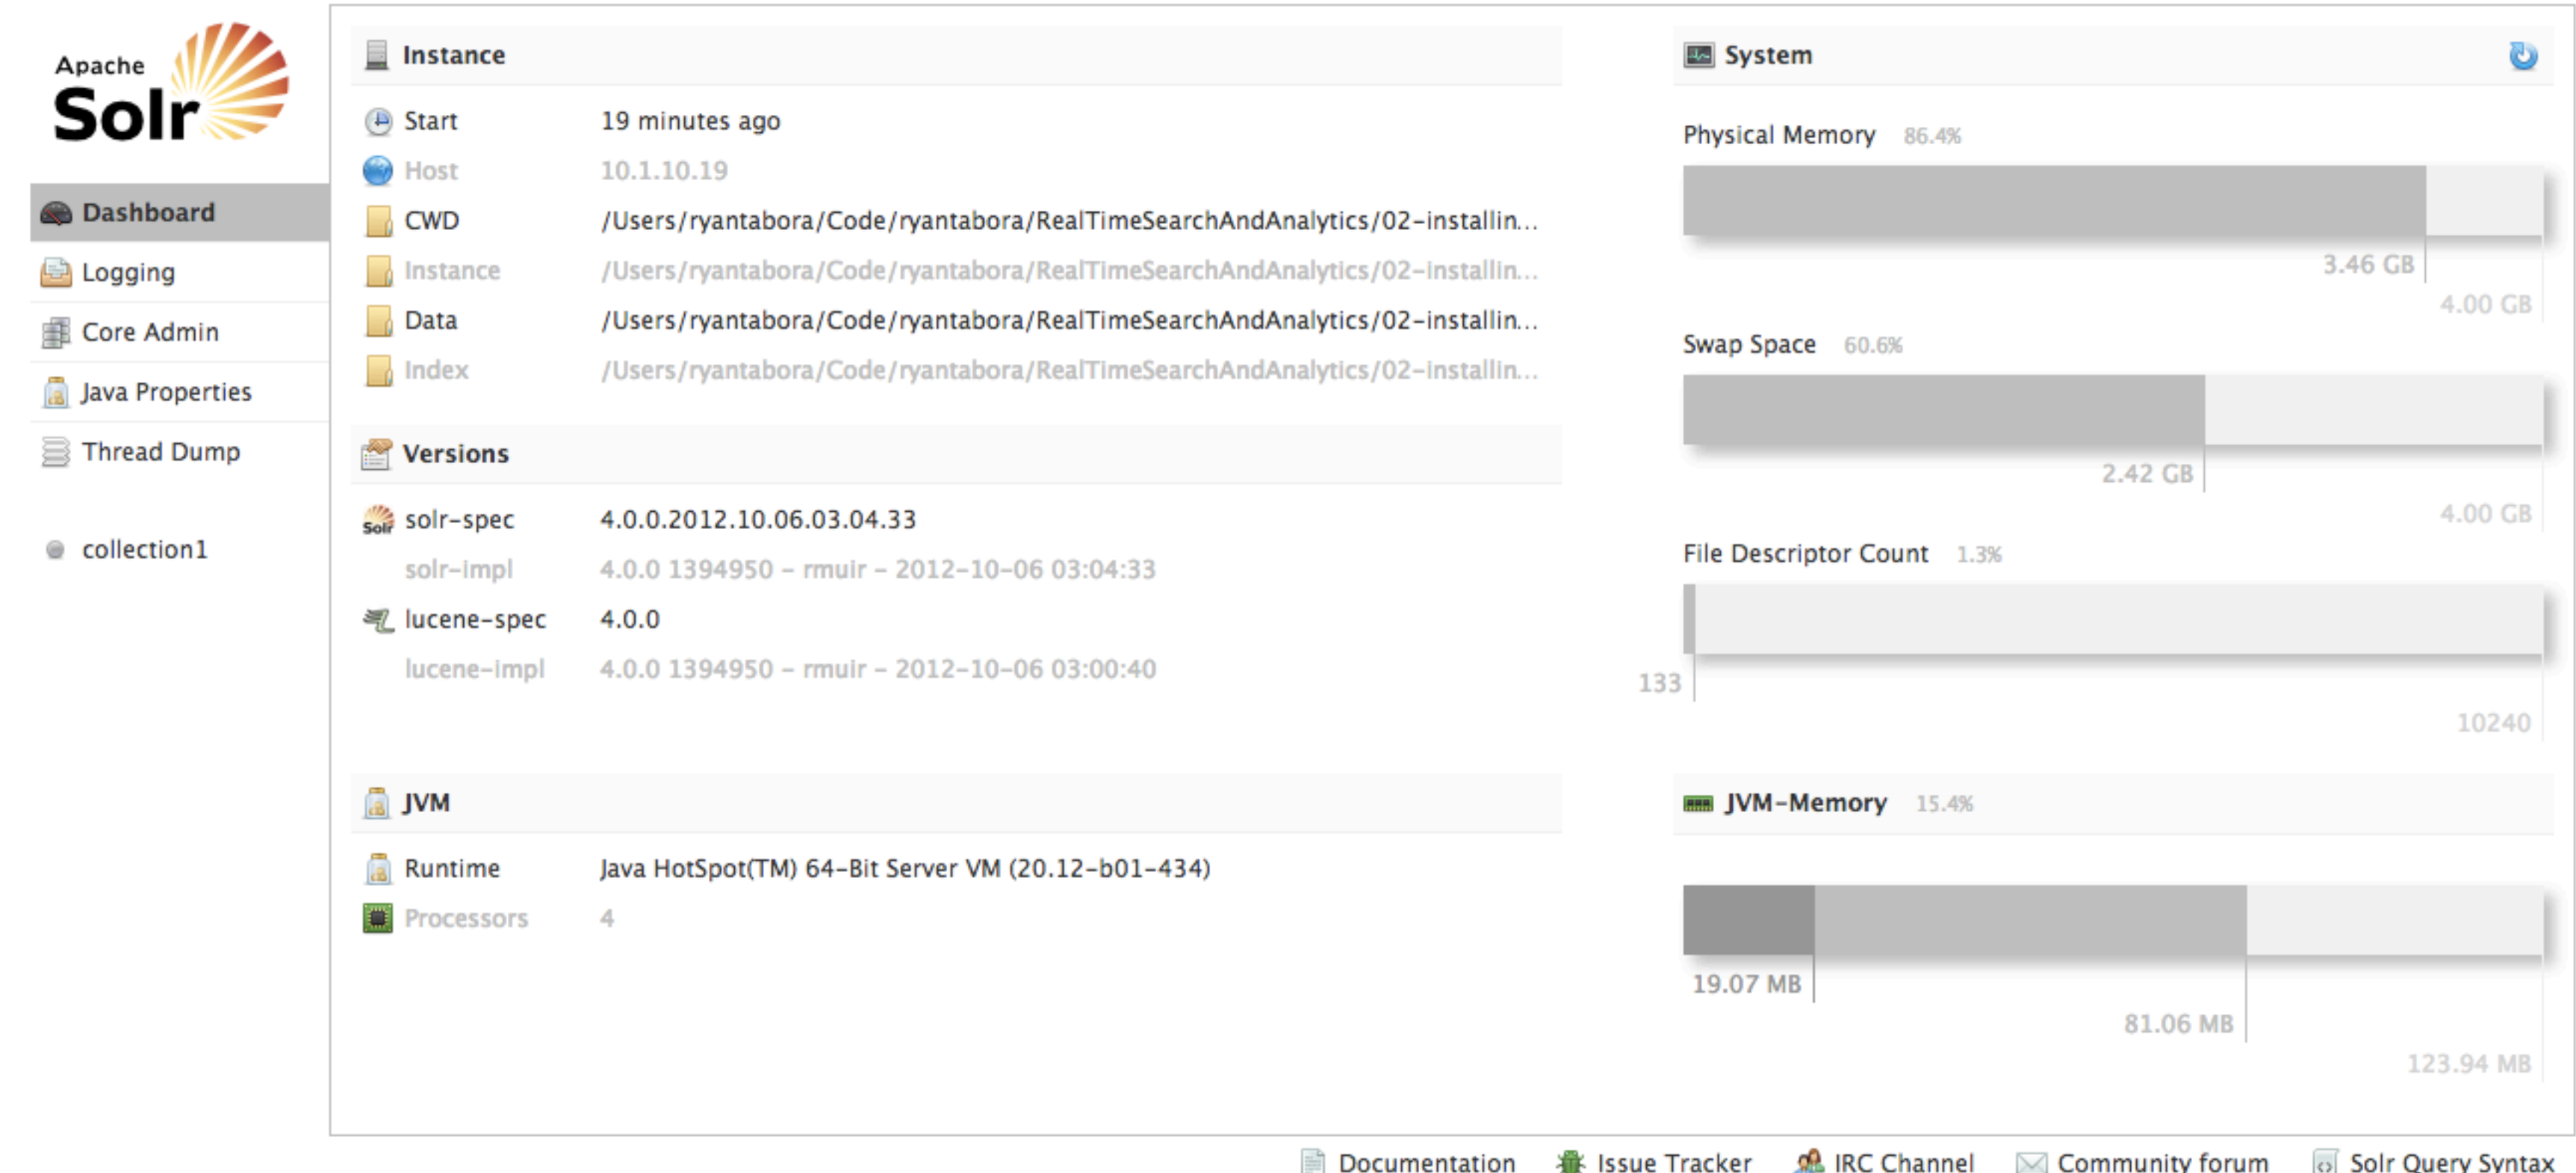 Apache
Solr
Dashboard
Logging
Core Admin
Java Properties
Thread Dump
collection1
Instance
Start 19 minutes ago
Host 10.1.10.19
CWD /Users/ryantabora/Code/ryantabora/RealTimeSearchAndAnalytics/02-installin...
Instance /Users/ryantabora/Code/ryantabora/RealTimeSearchAndAnalytics/02-installin...
Data /Users/ryantabora/Code/ryantabora/RealTimeSearchAndAnalytics/02-installin...
Index /Users/ryantabora/Code/ryantabora/RealTimeSearchAndAnalytics/02-installin...
Versions
Solr solr-spec 4.0.0.2012.10.06.03.04.33
solr-impl 4.0.0 1394950 - rmuir - 2012-10-06 03:04:33
lucene-spec 4.0.0
lucene-impl 4.0.0 1394950 - rmuir - 2012-10-06 03:00:40
JVM
Runtime Java HotSpot(TM) 64-Bit Server VM (20.12-b01-434)
Processors 4
System
Physical Memory 86.4%
3.46 GB
4.00 GB
Swap Space 60.6%
2.42 GB
4.00 GB
File Descriptor Count 1.3%
133
10240
JVM-Memory 15.4%
19.07 MB
81.06 MB
123.94 MB
Documentation Issue Tracker IRC Channel Community forum Solr Query Syntax